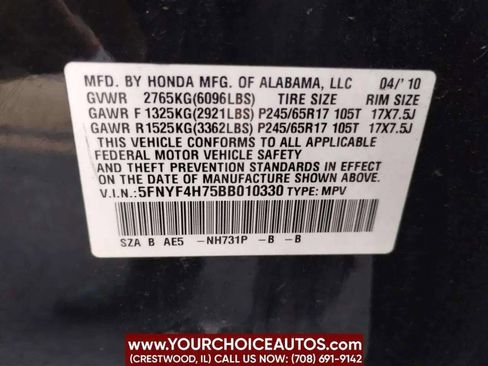 MFD. BY HONDA MFG. OF ALABAMA, LLC 04/'10
GVWR 2765KG(6096LBS) TIRE SIZE RIM SIZE
GAWR F 1325KG(2921LBS) P245/65R17 105T 17X7.5J
GAWR R 1525KG(3362LBS) P245/65R17 105T 17X7.5J
THIS VEHICLE CONFORMS TO ALL APPLICABLE
FEDERAL MOTOR VEHICLE SAFETY BUMPER
AND THEFT PREVENTION STANDARDS IN EFFECT
ON THE DATE OF MANUFACTURE SHOWN ABOVE.
V.I.N.:5FNYF4H75BB010330 TYPE: MPV
SZA B AE5 -NH731P -B -B
WWW.YOURCHOICEAUTOS.COM
(CRESTWOOD, IL) CALL US NOW: (708) 691-9142